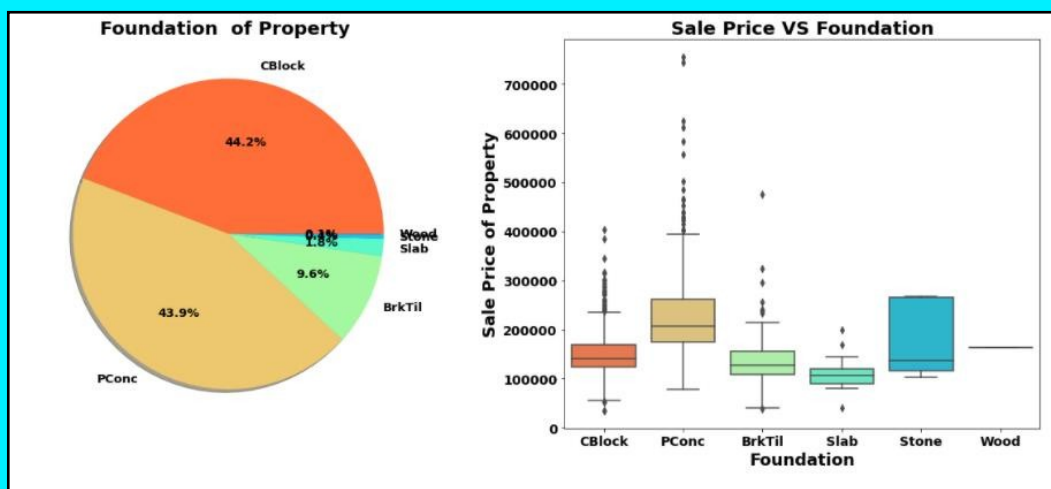 Foundation  of Property
CBlock
44.2%
Wood
Stone
1.8%
Slab
9.6%
BrkTil
43.9%
PConc
Sale Price VS Foundation
Sale Price of Property
700000
600000
500000
400000
300000
200000
100000
0
CBlock PConc BrkTil Slab Stone Wood
Foundation